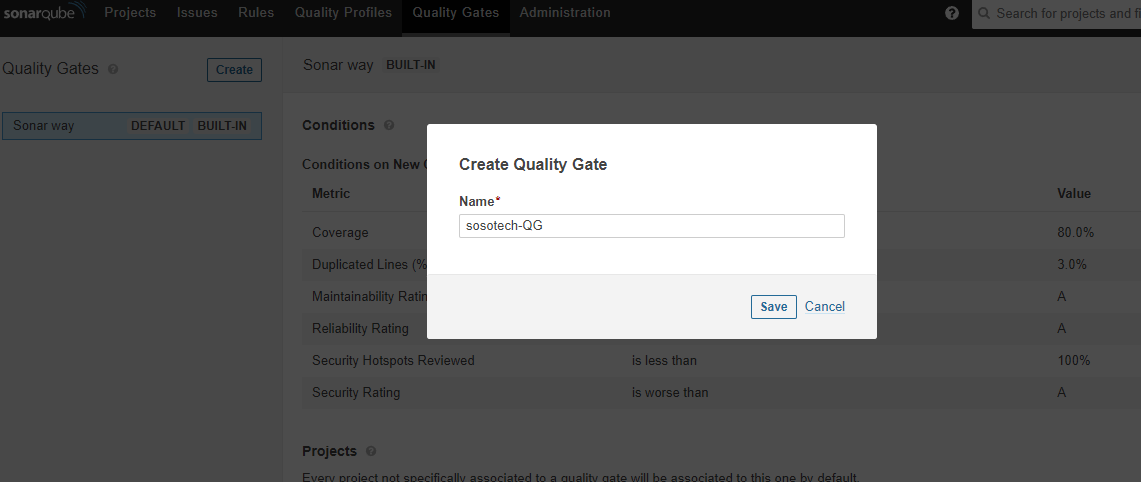 sonarqube Projects Issues Rules Quality Profiles Quality Gates Administration ? Search for projects and fi
Quality Gates ? Create
Sonar way DEFAULT BUILT-IN
Sonar way BUILT-IN
Conditions ?
Conditions on New
Metric Value
Coverage 80.0%
Duplicated Lines (% 3.0%
Maintainability Ratin A
Reliability Rating A
Security Hotspots Reviewed is less than 100%
Security Rating is worse than A
Projects ?
Every project not specifically associated to a quality gate will be associated to this one by default.
Create Quality Gate
Name*
sosotech-QG
Save Cancel